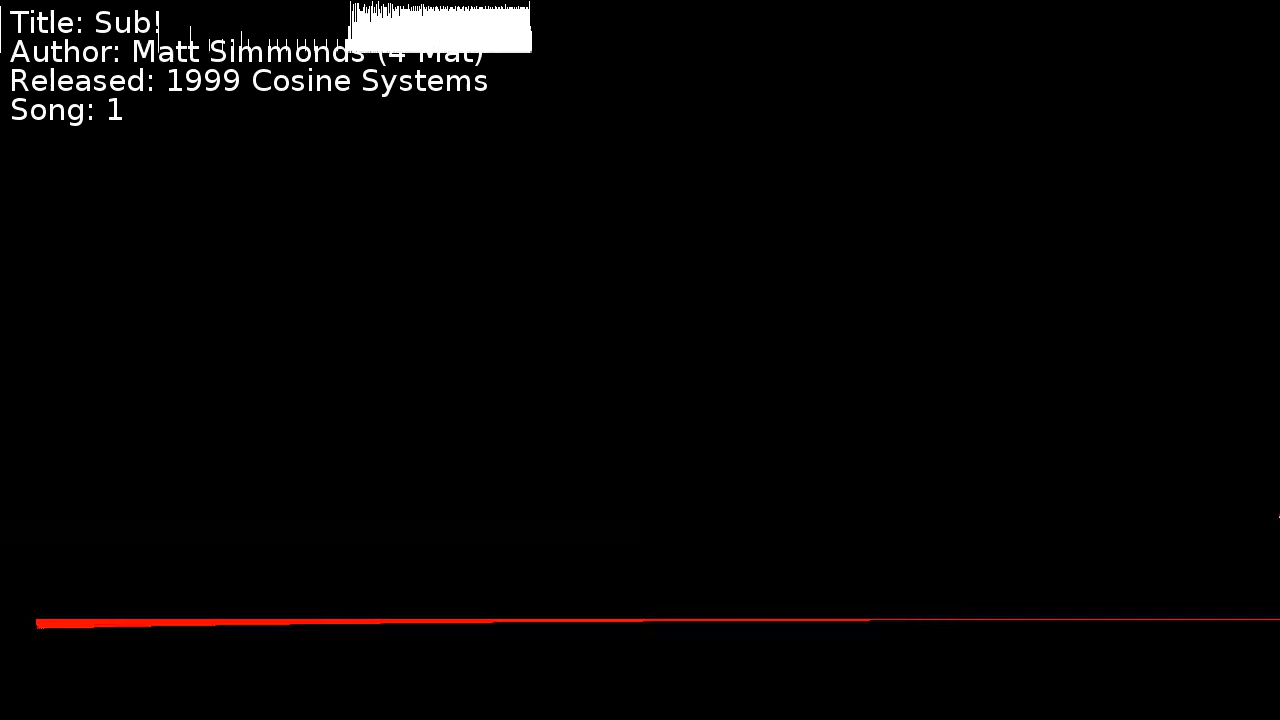 Title: Sub!
Author: Matt Simmonds (4-Mat)
Released: 1999 Cosine Systems
Song: 1